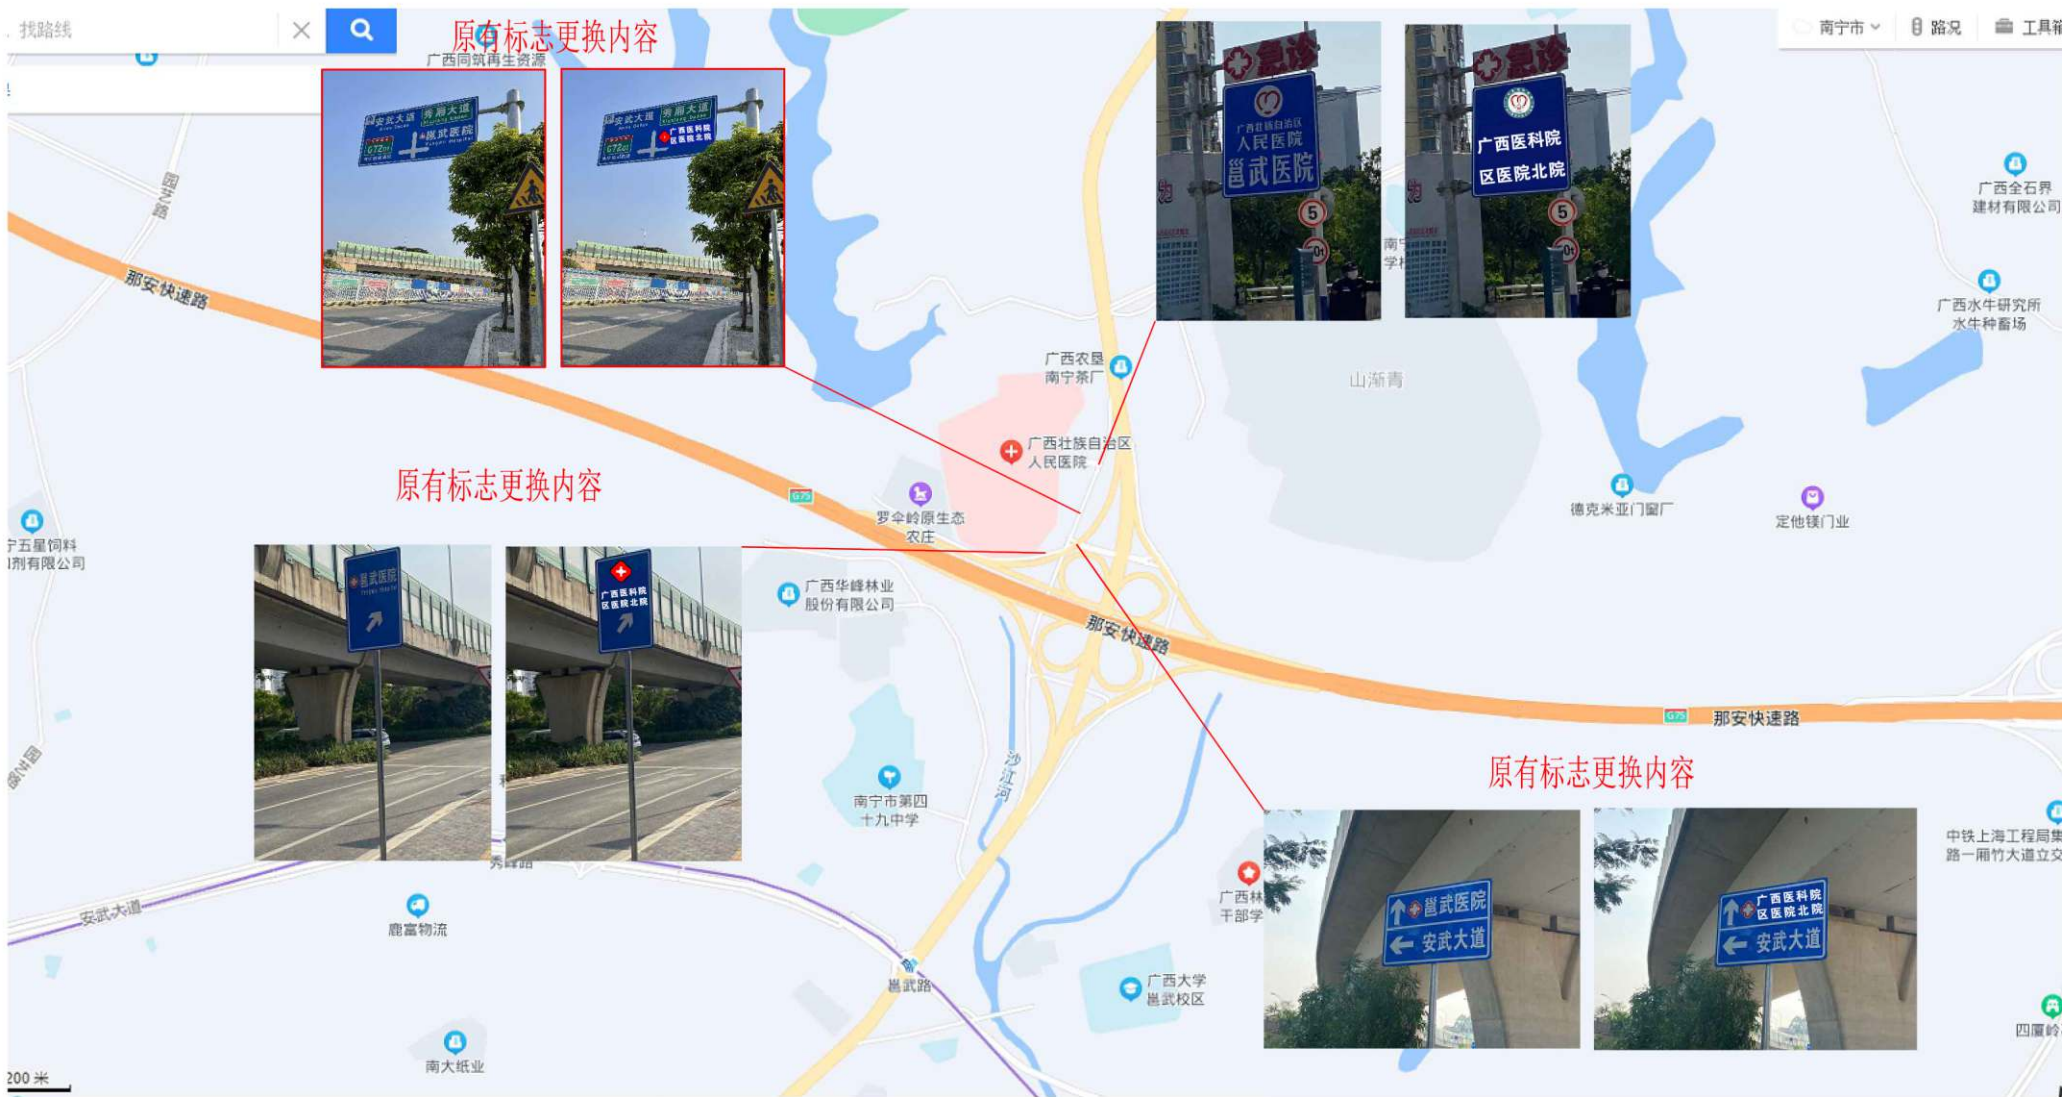 找路线
原有标志更换内容
广西同筑再生资源
南宁市
路况
工具箱
安武大道
秀厢大道
邕武医院
G72
安武大道
秀厢大道
广西医科院
区医院北院
急诊
广西壮族自治区
人民医院
邕武医院
5
急诊
广西医科院
区医院北院
5
园艺路
那安快速路
广西全石界
建材有限公司
广西水牛研究所
水牛种畜场
广西农垦
南宁茶厂
山渐青
广西壮族自治区
人民医院
原有标志更换内容
G75
罗伞岭原生态
农庄
德克米亚门窗厂
定他镁门业
宁五星饲料
剂有限公司
邕武医院
广西医科院
区医院北院
广西华峰林业
股份有限公司
那安快速路
G75
那安快速路
园艺路
沙江河
原有标志更换内容
南宁市第四
十九中学
秀峰路
中铁上海工程局集
路一厢竹大道立交
广西林
干部学
邕武医院
安武大道
广西医科院
区医院北院
安武大道
安武大道
鹿富物流
邕武路
广西大学
邕武校区
四厦岭
南大纸业
200 米